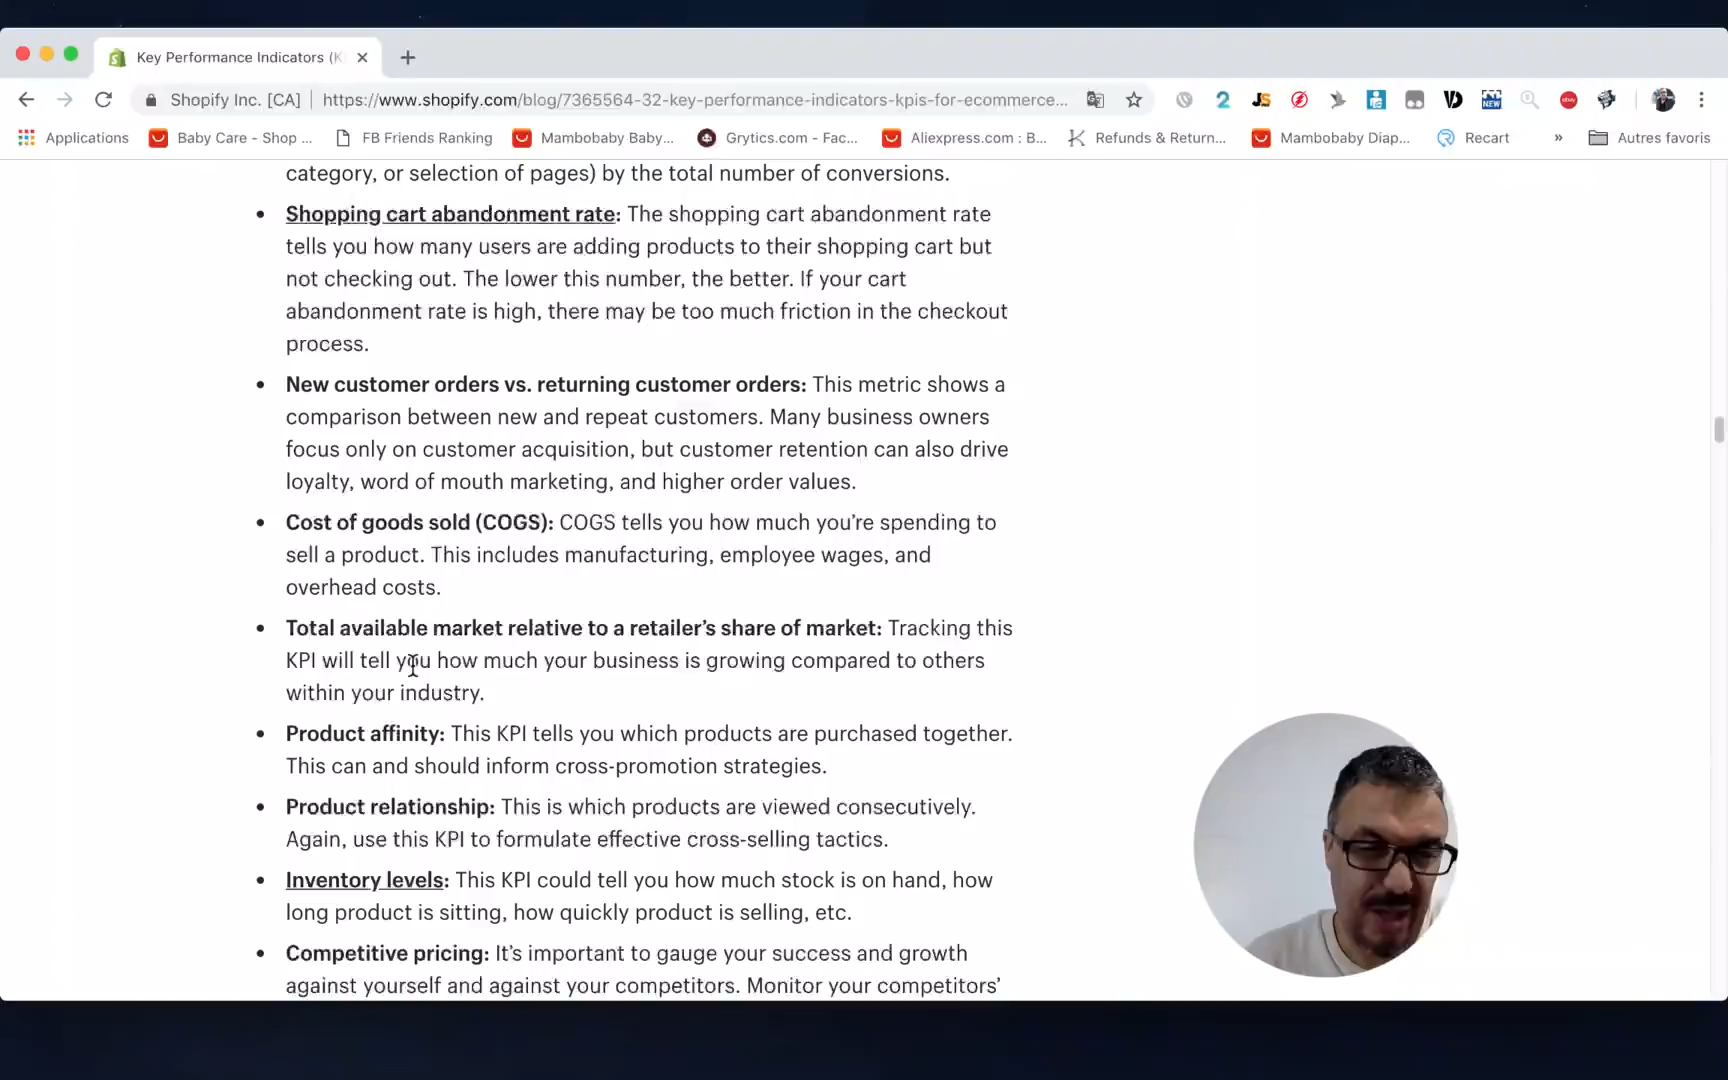 Key Performance Indicators (K
Shopify Inc. [CA] | https://www.shopify.com/blog/7365564-32-key-performance-indicators-kpis-for-ecommerce...
Applications Baby Care - Shop ... FB Friends Ranking Mambobaby Baby... Grytics.com - Fac... Aliexpress.com : B... Refunds & Return... Mambobaby Diap... Recart » Autres favoris
category, or selection of pages) by the total number of conversions.
• Shopping cart abandonment rate: The shopping cart abandonment rate
tells you how many users are adding products to their shopping cart but
not checking out. The lower this number, the better. If your cart
abandonment rate is high, there may be too much friction in the checkout
process.
• New customer orders vs. returning customer orders: This metric shows a
comparison between new and repeat customers. Many business owners
focus only on customer acquisition, but customer retention can also drive
loyalty, word of mouth marketing, and higher order values.
• Cost of goods sold (COGS): COGS tells you how much you’re spending to
sell a product. This includes manufacturing, employee wages, and
overhead costs.
• Total available market relative to a retailer’s share of market: Tracking this
KPI will tell you how much your business is growing compared to others
within your industry.
• Product affinity: This KPI tells you which products are purchased together.
This can and should inform cross-promotion strategies.
• Product relationship: This is which products are viewed consecutively.
Again, use this KPI to formulate effective cross-selling tactics.
• Inventory levels: This KPI could tell you how much stock is on hand, how
long product is sitting, how quickly product is selling, etc.
• Competitive pricing: It’s important to gauge your success and growth
against yourself and against your competitors. Monitor your competitors’